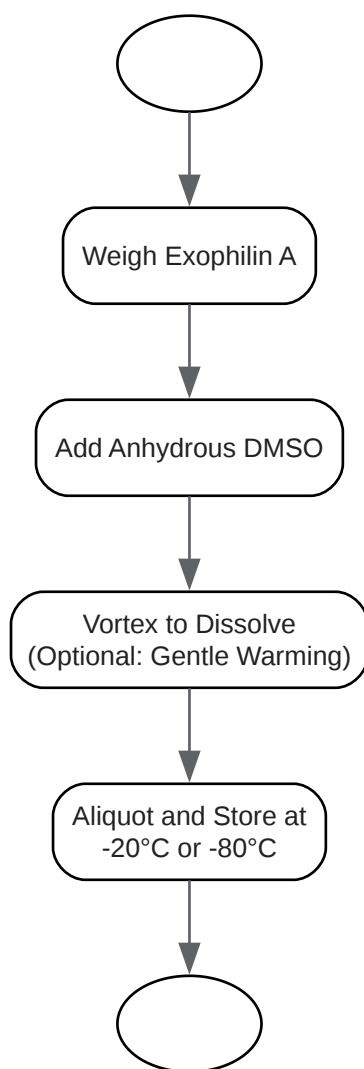 Weigh Exophilin A
Add Anhydrous DMSO
Vortex to Dissolve
(Optional: Gentle Warming)
Aliquot and Store at
-20°C or -80°C